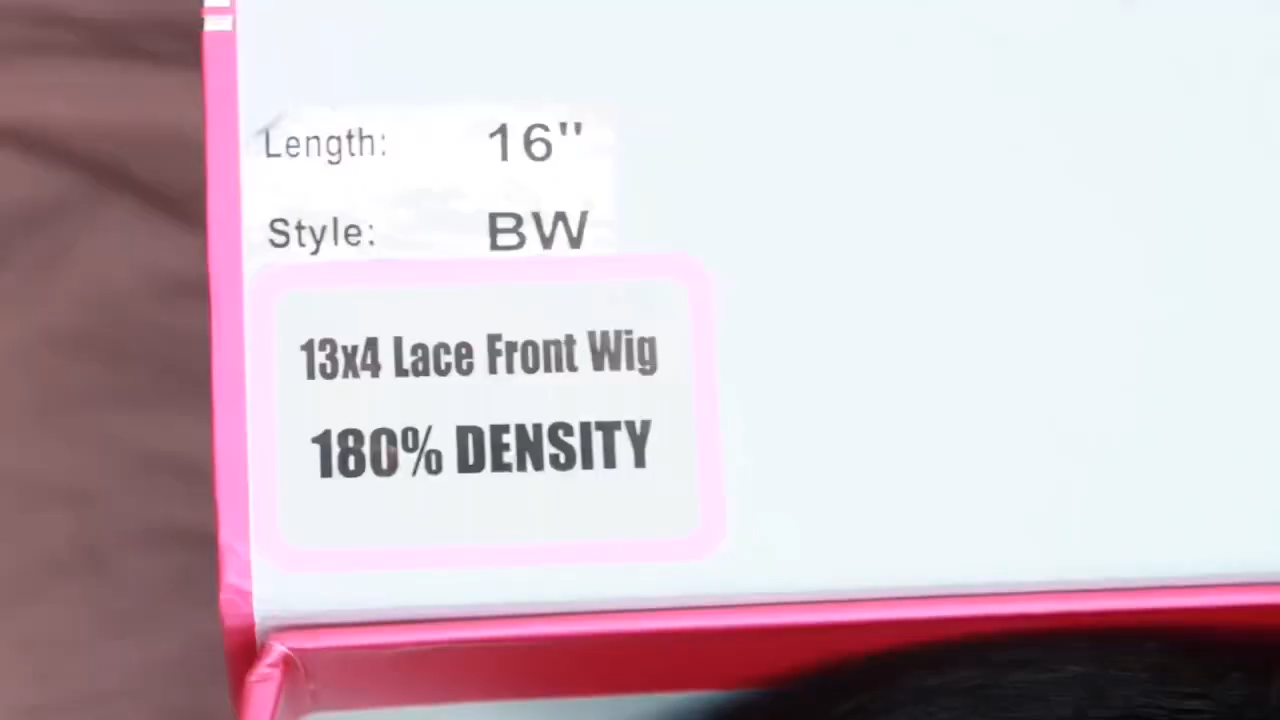 Length: 16"
Style: BW
13x4 Lace Front Wig
180% DENSITY